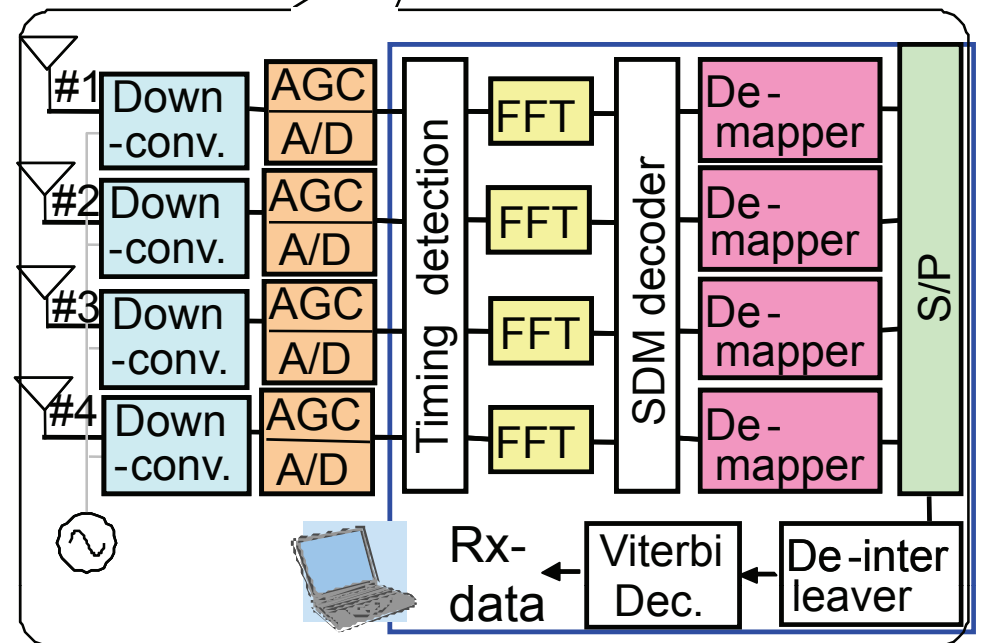 #1
Down
-conv.
AGC
A/D
#2
Down
-conv.
AGC
A/D
#3
Down
-conv.
AGC
A/D
#4
Down
-conv.
AGC
A/D
Timing detection
FFT
FFT
FFT
FFT
SDM decoder
De-
mapper
De-
mapper
De-
mapper
De-
mapper
S/P
De-inter
leaver
Viterbi
Dec.
Rx-
data